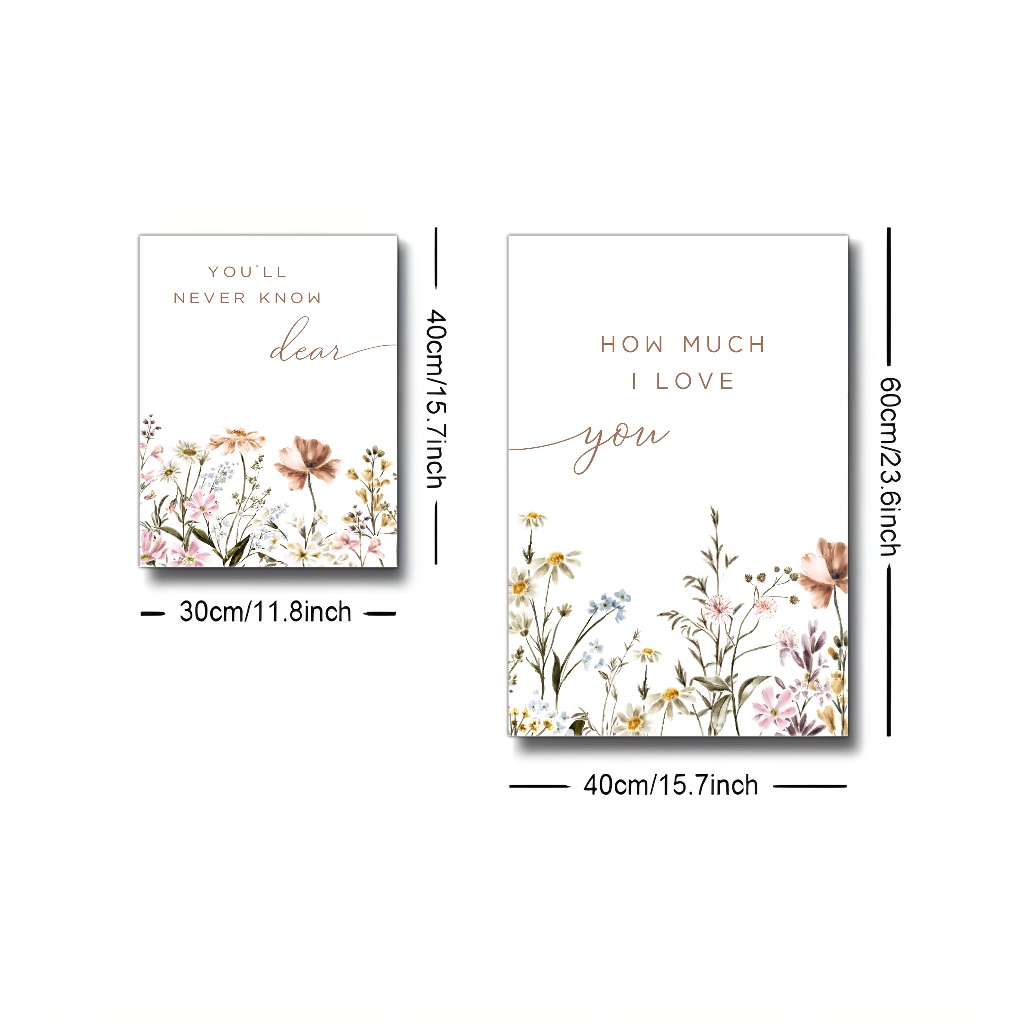 YOU'LL
NEVER KNOW
dear
40cm/15.7inch
30cm/11.8inch
HOW MUCH
I LOVE
you
60cm/23.6inch
40cm/15.7inch